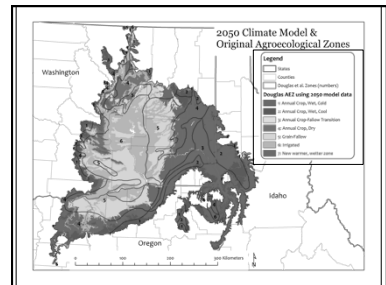 2050 Climate Model &
Original Agroecological Zones
Legend
States
Counties
Douglas et al. Zones (numbers)
Douglas AEZ using 2050 model data
1: Annual Crop, Wet, Cold
2: Annual Crop, Wet, Cool
3: Annual Crop-Fallow Transition
4: Annual Crop, Dry
5: Grain-Fallow
6: Irrigated
7: New warmer, wetter zone
Washington
Idaho
Oregon
300 Kilometers
N